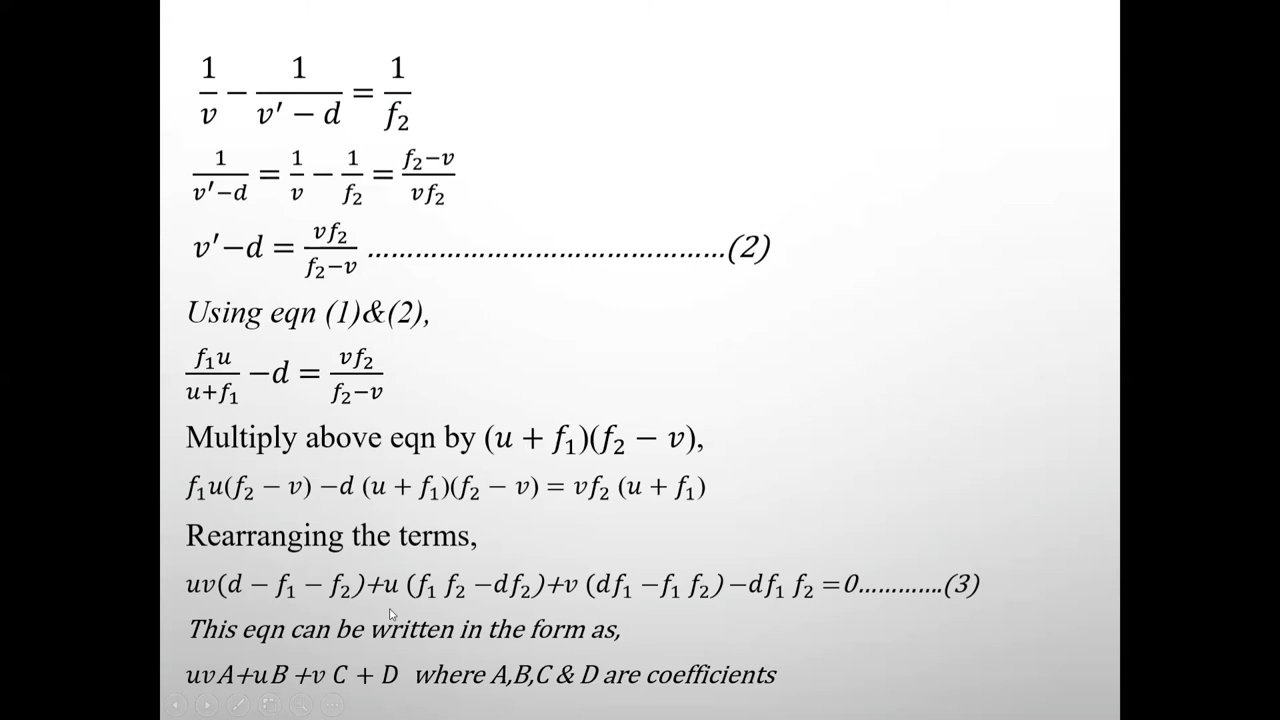 1/v − 1/(v′ − d) = 1/f₂
1/(v′−d) = 1/v − 1/f₂ = (f₂−v)/(vf₂)
v′−d = vf₂/(f₂−v) ............................................(2)
Using eqn (1)&(2),
f₁u/(u+f₁) −d = vf₂/(f₂−v)
Multiply above eqn by (u + f₁)(f₂ − v),
f₁u(f₂ − v) −d (u + f₁)(f₂ − v) = vf₂ (u + f₁)
Rearranging the terms,
uv(d − f₁ − f₂)+u (f₁ f₂ −df₂)+v (df₁ −f₁ f₂) −df₁ f₂ =0.............(3)
This eqn can be written in the form as,
uvA+uB +v C + D where A,B,C & D are coefficients